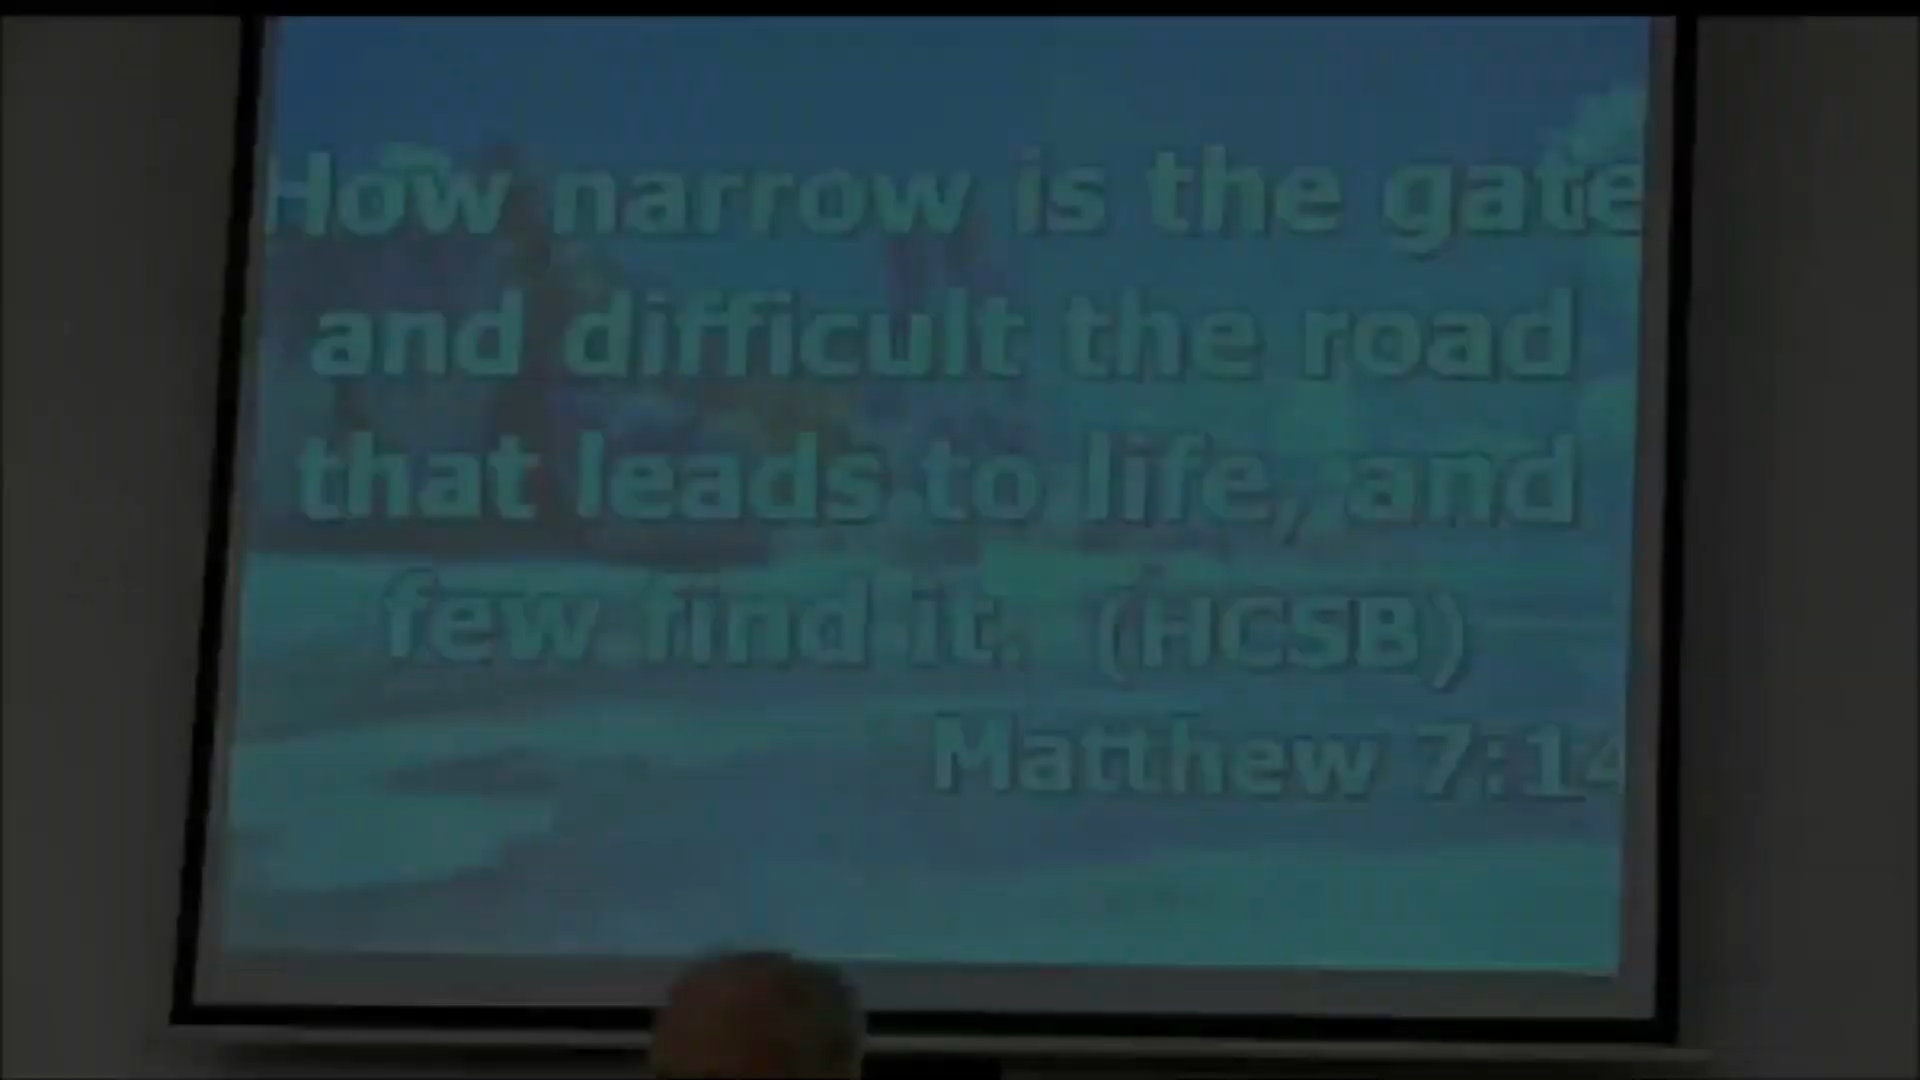 How narrow is the gate
and difficult the road
that leads to life, and
few find it. (HCSB)
Matthew 7:14